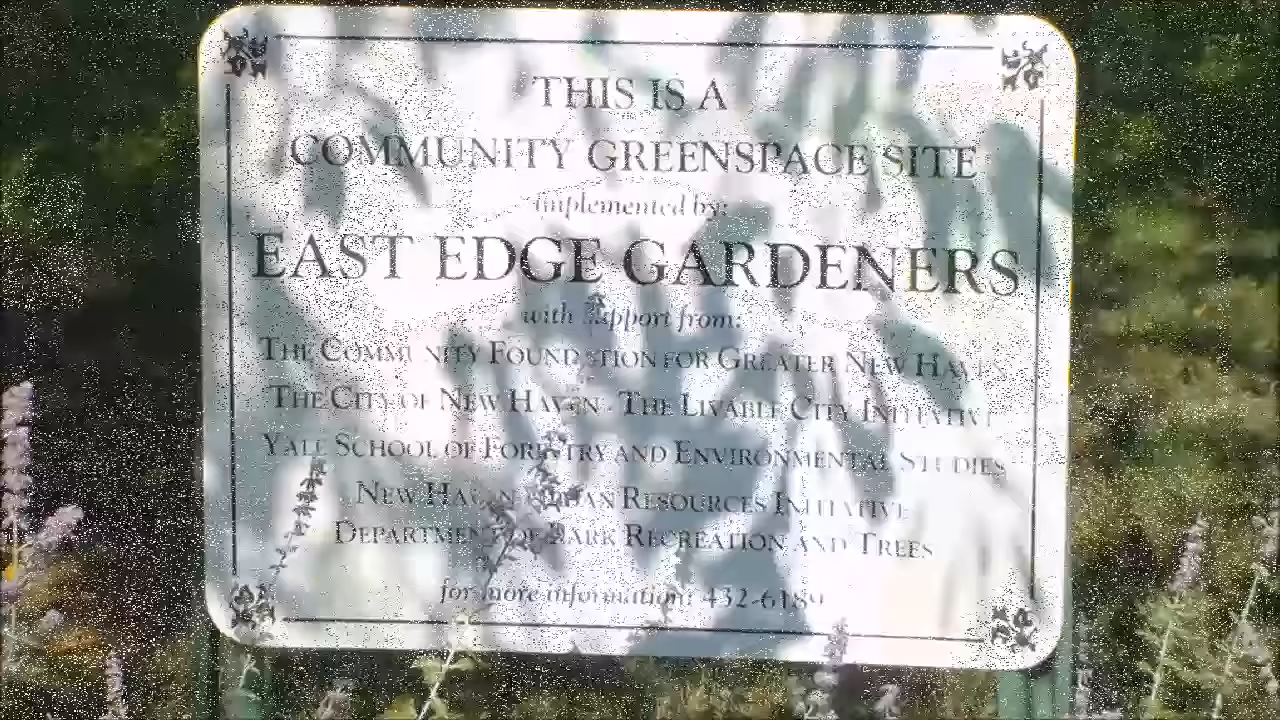 THIS IS A
COMMUNITY GREENSPACE SITE
implemented by:
EAST EDGE GARDENERS
with support from:
THE COMMUNITY FOUNDATION FOR GREATER NEW HAVEN
THE CITY OF NEW HAVEN - THE LIVABLE CITY INITIATIVE
YALE SCHOOL OF FORESTRY AND ENVIRONMENTAL STUDIES
NEW HAVEN URBAN RESOURCES INITIATIVE
DEPARTMENT OF PARK RECREATION AND TREES
for more information: 432-6189